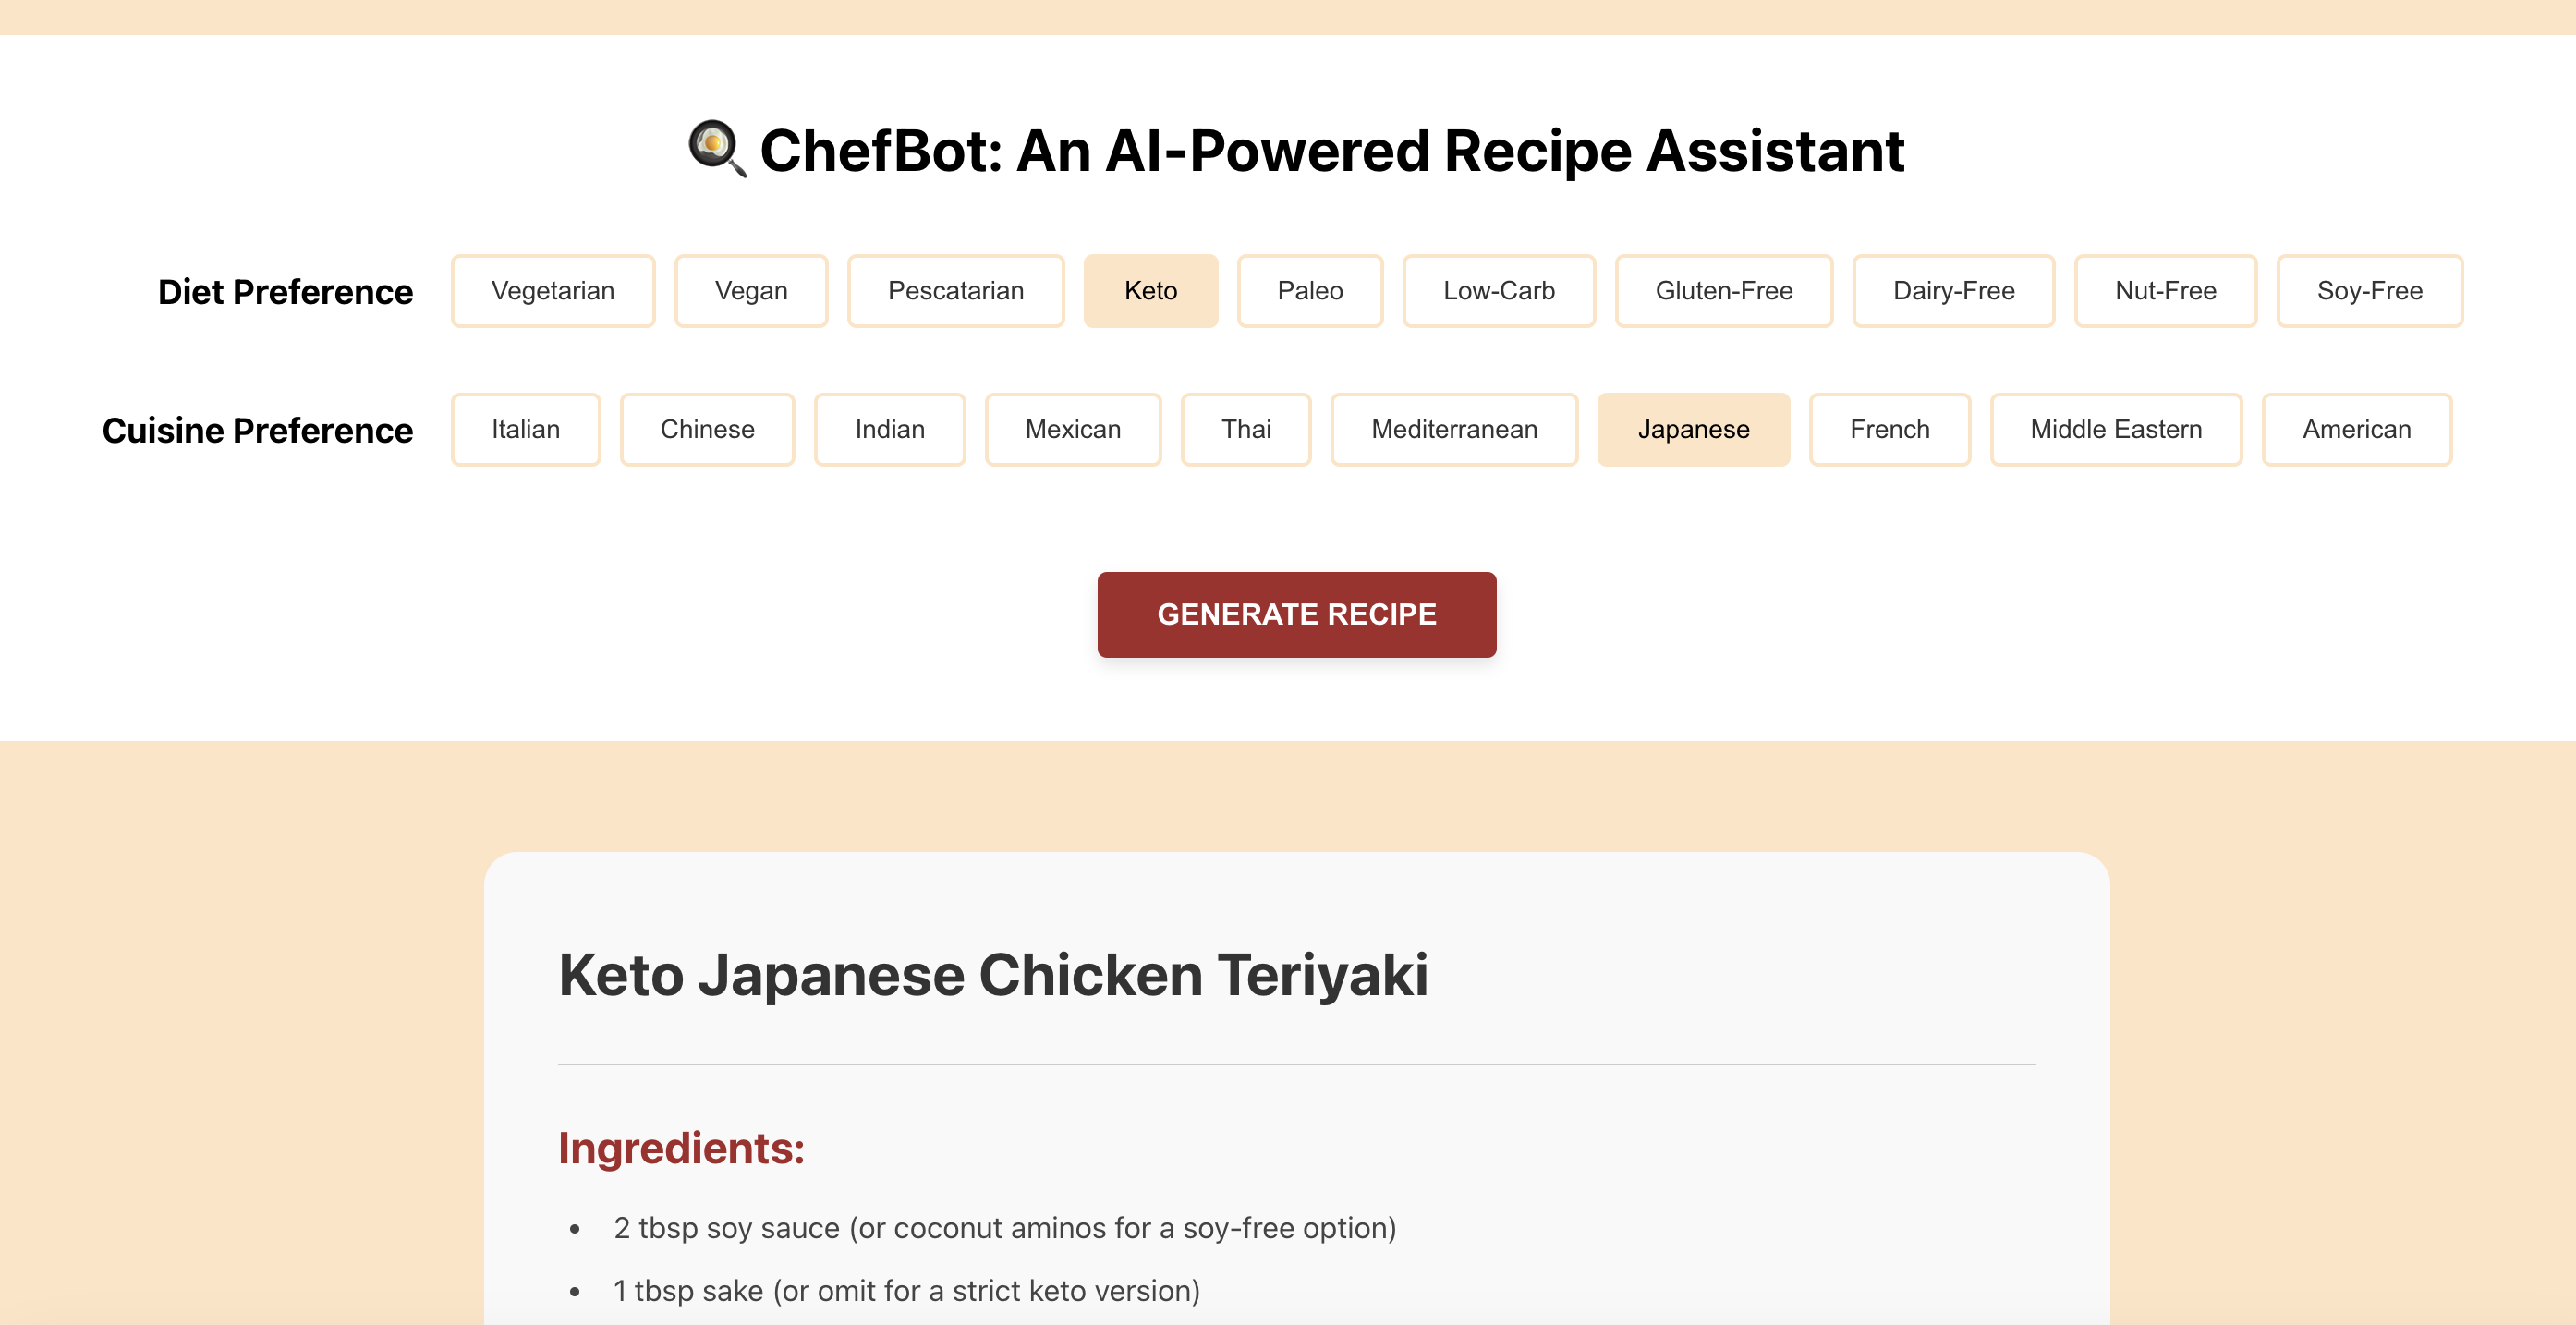 🍳 ChefBot: An AI-Powered Recipe Assistant
Diet Preference Vegetarian Vegan Pescatarian Keto Paleo Low-Carb Gluten-Free Dairy-Free Nut-Free Soy-Free
Cuisine Preference Italian Chinese Indian Mexican Thai Mediterranean Japanese French Middle Eastern American
GENERATE RECIPE
Keto Japanese Chicken Teriyaki
Ingredients:
• 2 tbsp soy sauce (or coconut aminos for a soy-free option)
• 1 tbsp sake (or omit for a strict keto version)